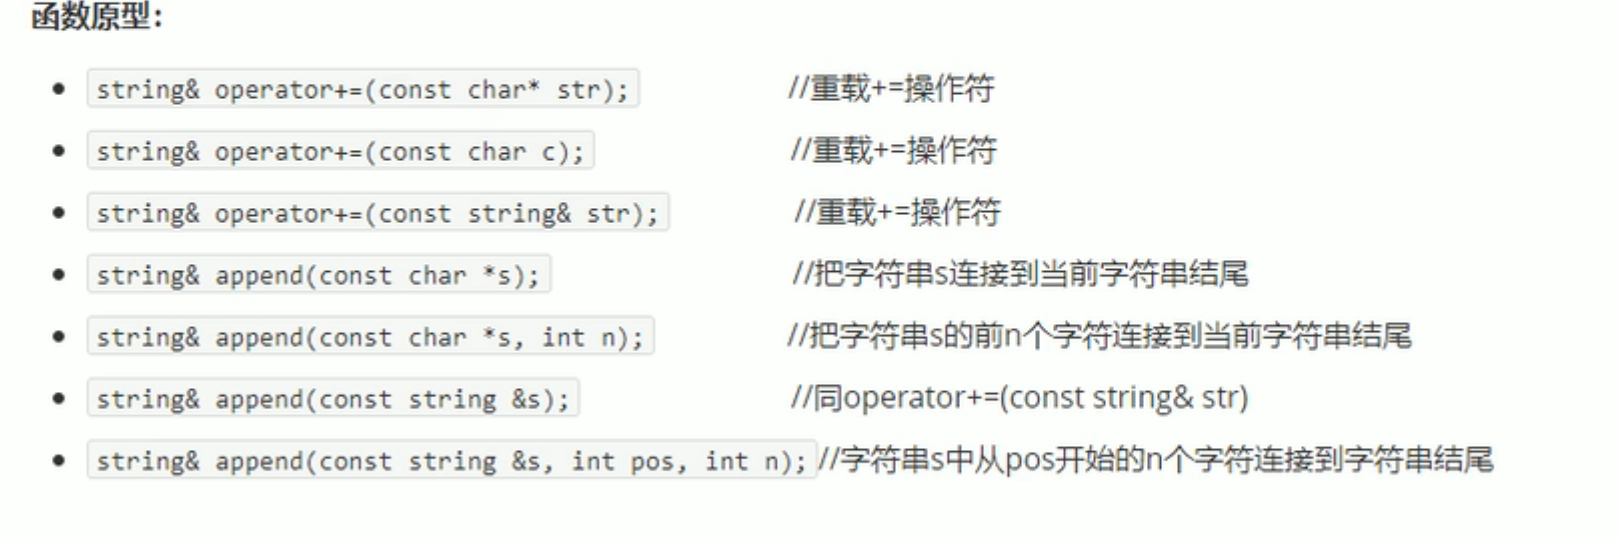 函数原型：
• string& operator+=(const char* str); //重载+=操作符
• string& operator+=(const char c); //重载+=操作符
• string& operator+=(const string& str); //重载+=操作符
• string& append(const char *s); //把字符串s连接到当前字符串结尾
• string& append(const char *s, int n); //把字符串s的前n个字符连接到当前字符串结尾
• string& append(const string &s); //同operator+=(const string& str)
• string& append(const string &s, int pos, int n); //字符串s中从pos开始的n个字符连接到字符串结尾